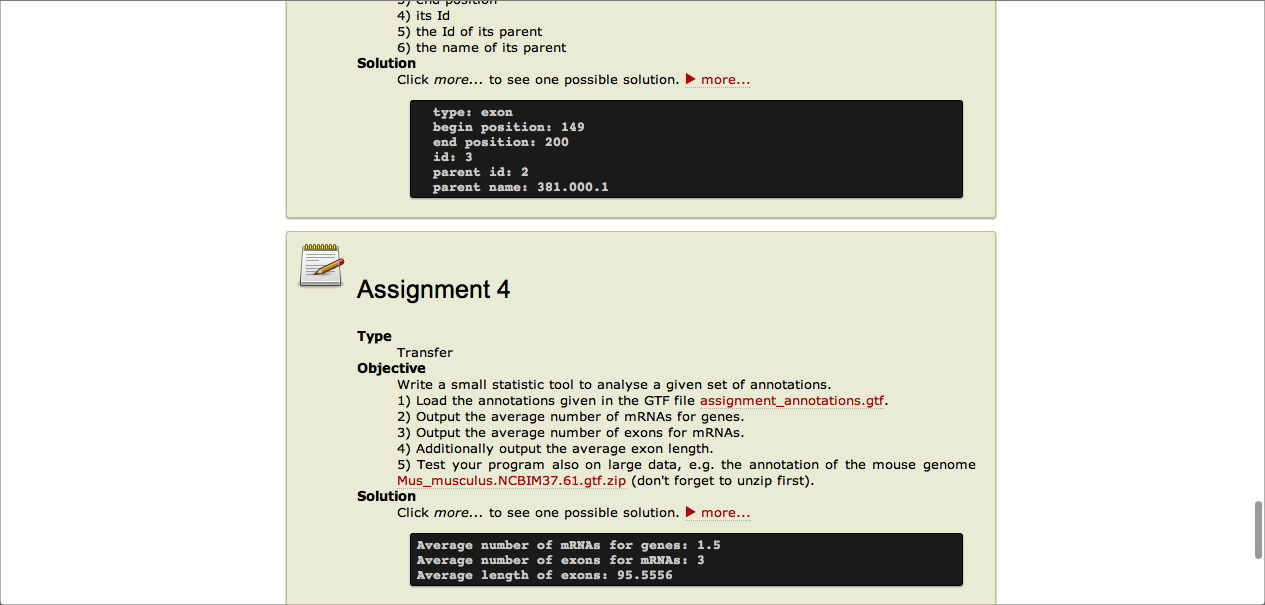 3) end position
4) its Id
5) the Id of its parent
6) the name of its parent
Solution
Click more... to see one possible solution. ▶ more...
type: exon
begin position: 149
end position: 200
id: 3
parent id: 2
parent name: 381.000.1
Assignment 4
Type
Transfer
Objective
Write a small statistic tool to analyse a given set of annotations.
1) Load the annotations given in the GTF file assignment_annotations.gtf.
2) Output the average number of mRNAs for genes.
3) Output the average number of exons for mRNAs.
4) Additionally output the average exon length.
5) Test your program also on large data, e.g. the annotation of the mouse genome
Mus_musculus.NCBIM37.61.gtf.zip (don't forget to unzip first).
Solution
Click more... to see one possible solution. ▶ more...
Average number of mRNAs for genes: 1.5
Average number of exons for mRNAs: 3
Average length of exons: 95.5556